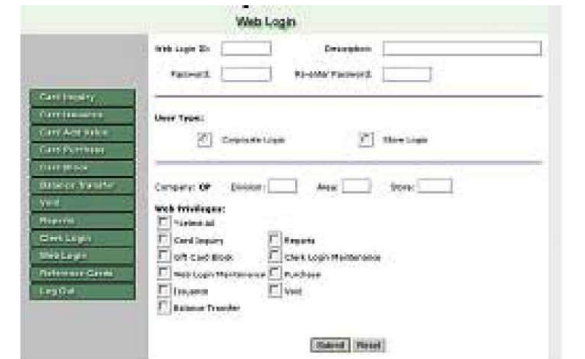 Web Login
Web Login ID: Description:
Password: Re-enter Password:
Card Inquiry
Card Issuance
Card Add Value
Card Purchase
Card Block
Balance Transfer
Void
Reports
Clerk Login
Web Login
Reference Cards
Log Out
User Type:
Corporate Login Store Login
Company: OP Division: Area: Store:
Web Privileges:
*Select All
Card Inquiry Reports
Gift Card Block Clerk Login Maintenance
Web Login Maintenance Purchase
Issuance Void
Balance Transfer
Submit Reset